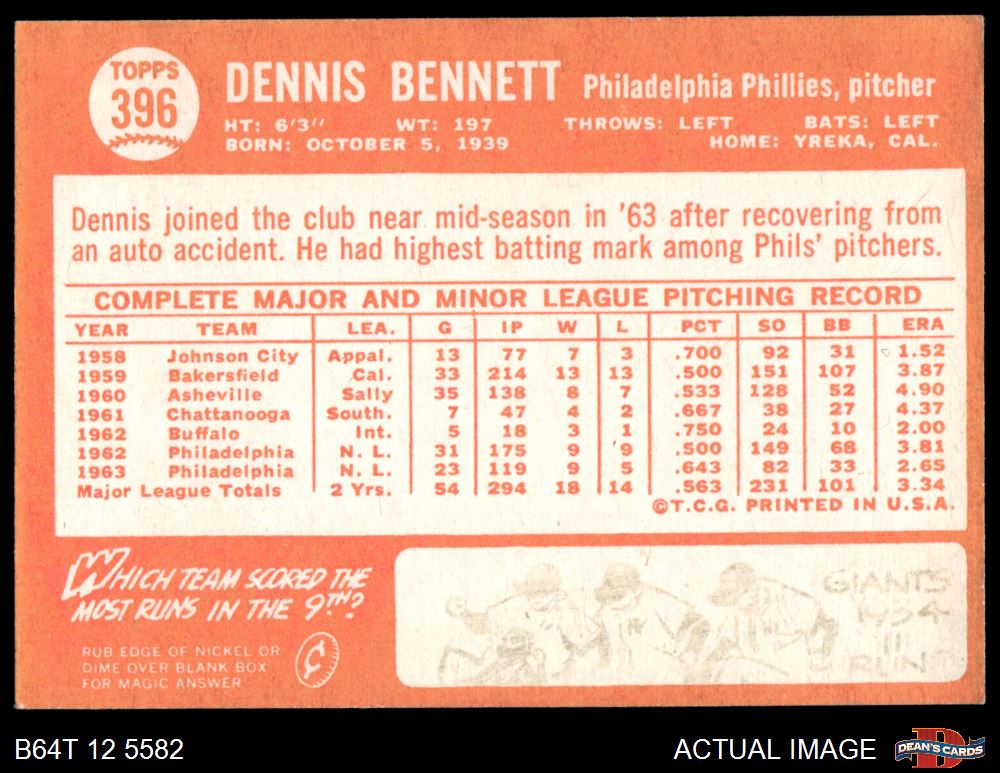 TOPPS
396
DENNIS BENNETT Philadelphia Phillies, pitcher
HT: 6'3" WT: 197 THROWS: LEFT BATS: LEFT
BORN: OCTOBER 5, 1939 HOME: YREKA, CAL.
Dennis joined the club near mid-season in '63 after recovering from
an auto accident. He had highest batting mark among Phils' pitchers.
COMPLETE MAJOR AND MINOR LEAGUE PITCHING RECORD
YEAR TEAM LEA. G IP W L PCT SO BB ERA
1958 Johnson City Appal. 13 77 7 3 .700 92 31 1.52
1959 Bakersfield Cal. 33 214 13 13 .500 151 107 3.87
1960 Asheville Sally 35 138 8 7 .533 128 52 4.90
1961 Chattanooga South. 7 47 4 2 .667 38 27 4.37
1962 Buffalo Int. 5 18 3 1 .750 24 10 2.00
1962 Philadelphia N. L. 31 175 9 9 .500 149 68 3.81
1963 Philadelphia N. L. 23 119 9 5 .643 82 33 2.65
Major League Totals 2 Yrs. 54 294 18 14 .563 231 101 3.34
©T.C.G. PRINTED IN U.S.A.
WHICH TEAM SCORED THE
MOST RUNS IN THE 9TH?
RUB EDGE OF NICKEL OR
DIME OVER BLANK BOX
FOR MAGIC ANSWER
GIANTS
1954
11
RUNS
B64T 12 5582 ACTUAL IMAGE DEAN'S CARDS